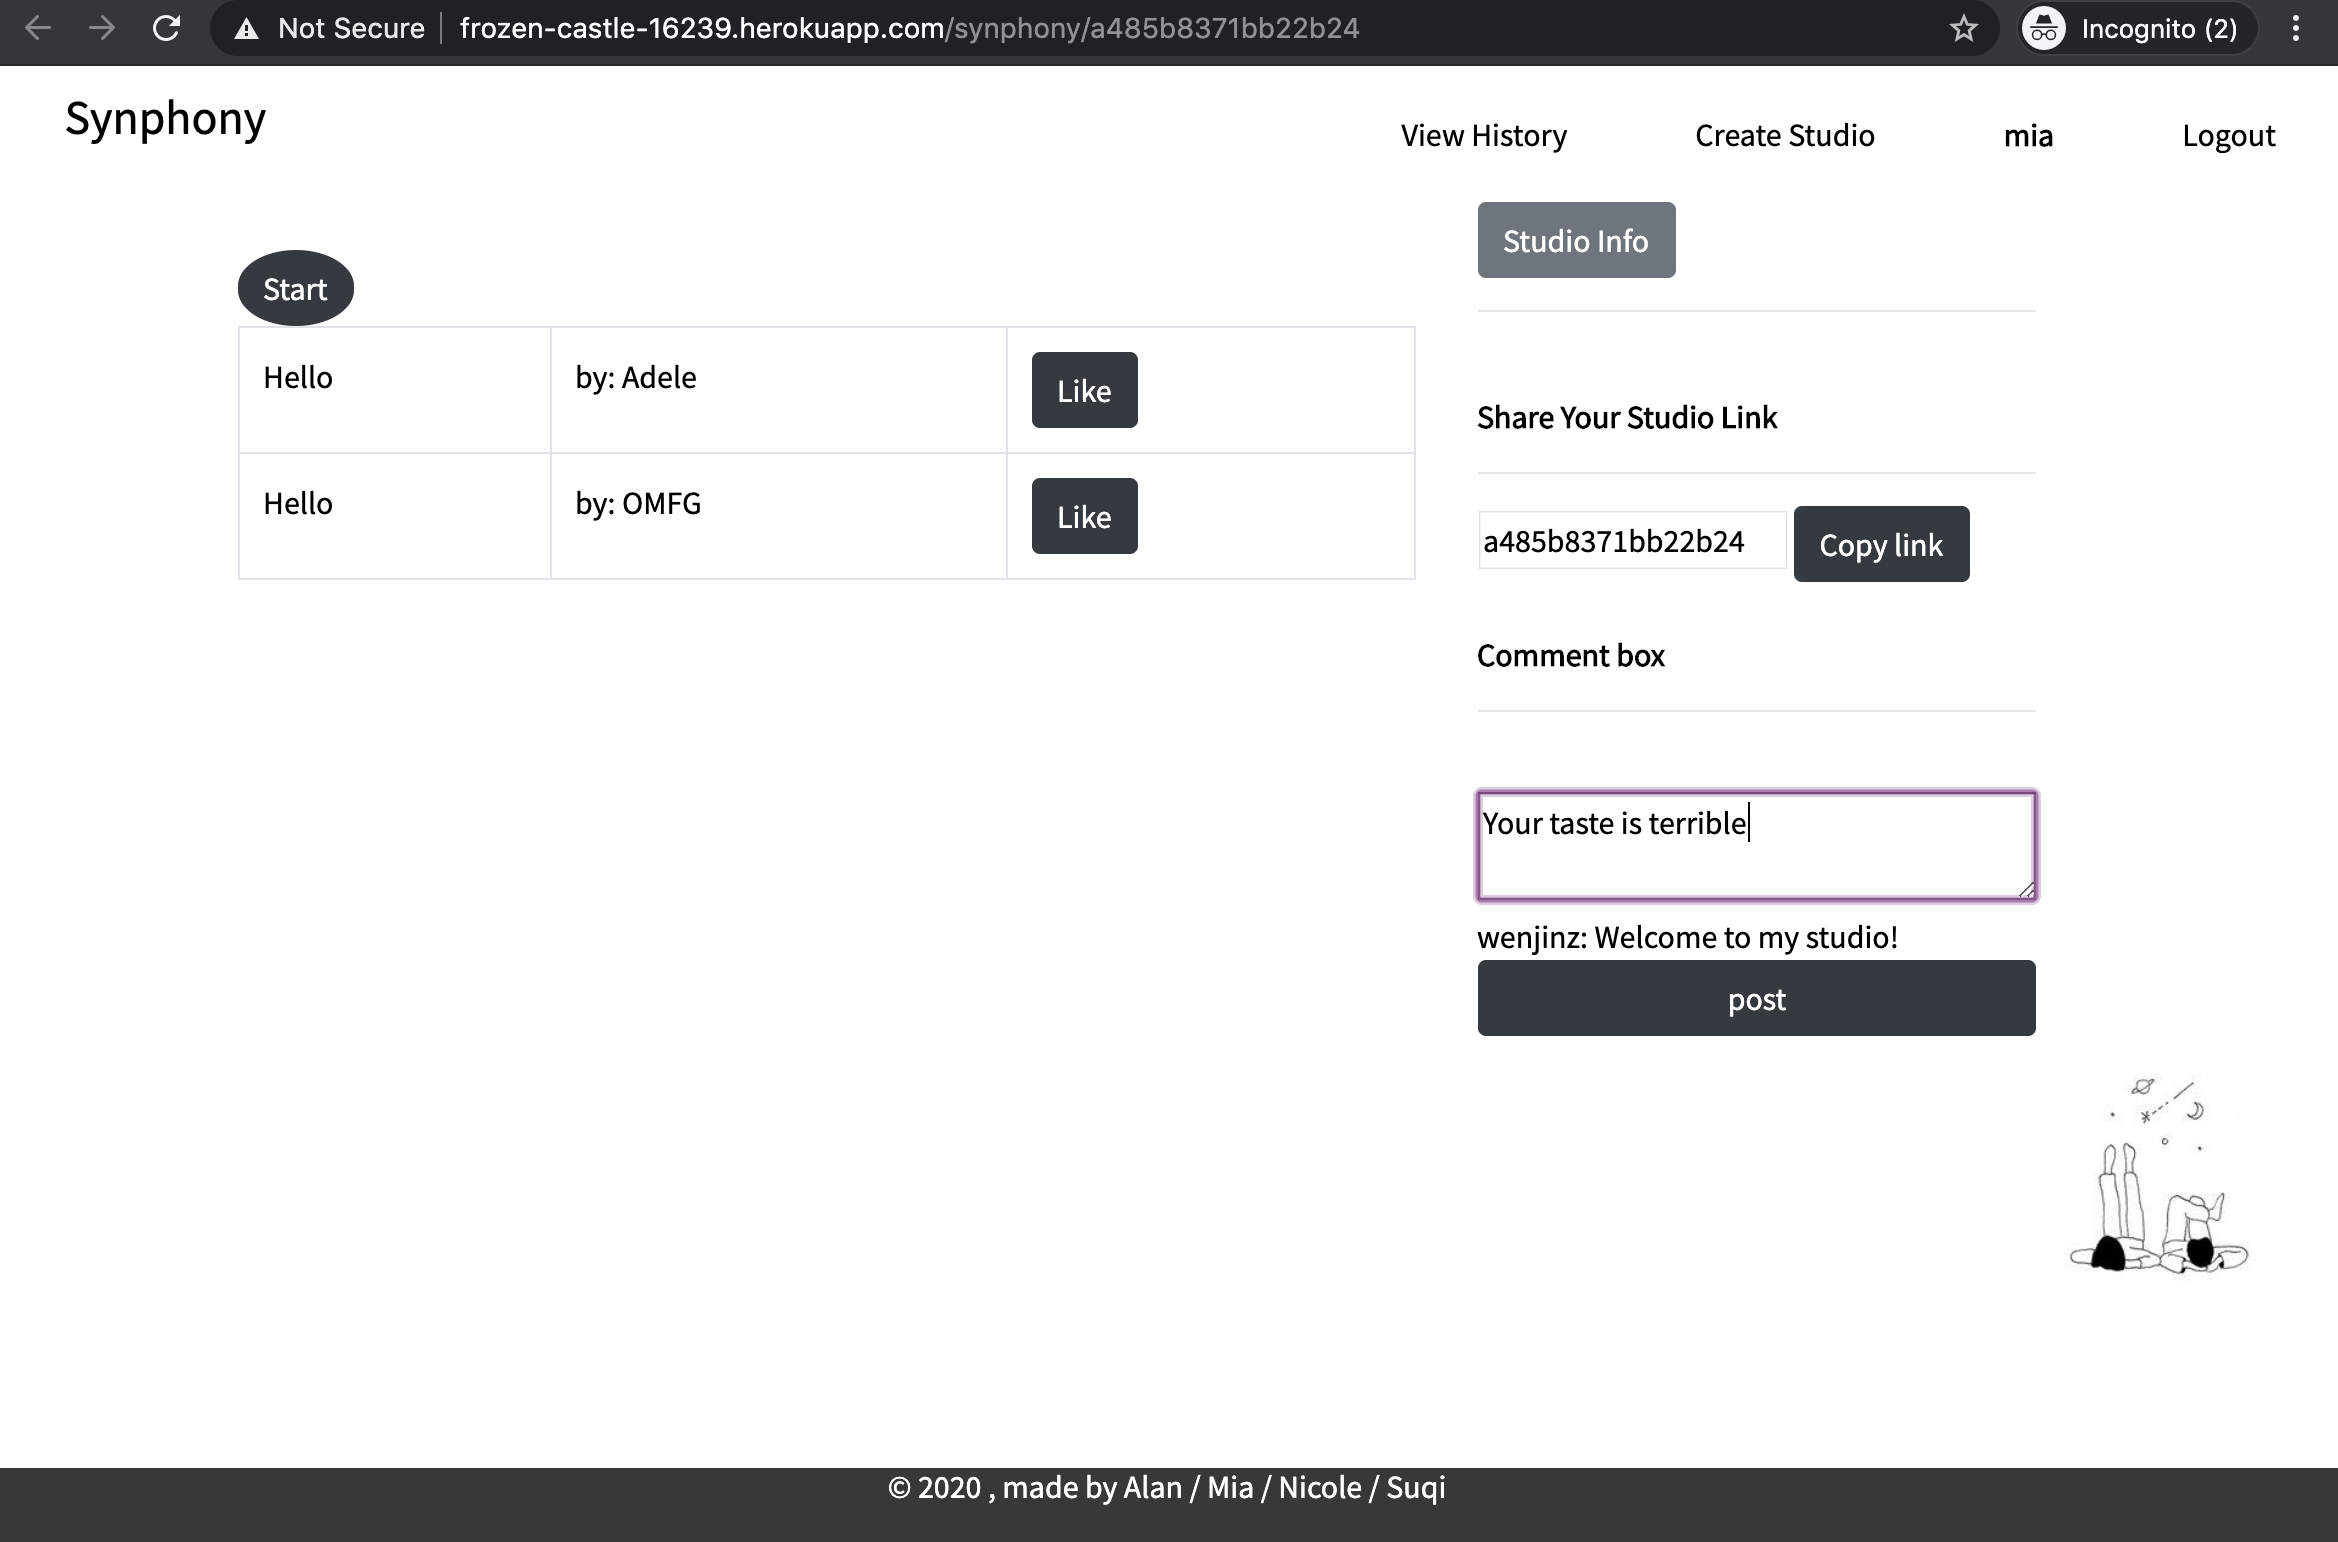 Not Secure frozen-castle-16239.herokuapp.com/synphony/a485b8371bb22b24 Incognito (2)
Synphony
View History Create Studio mia Logout
Studio Info
Start
Hello by: Adele Like
Hello by: OMFG Like
Share Your Studio Link
a485b8371bb22b24 Copy link
Comment box
Your taste is terrible
wenjinz: Welcome to my studio!
post
© 2020 , made by Alan / Mia / Nicole / Suqi